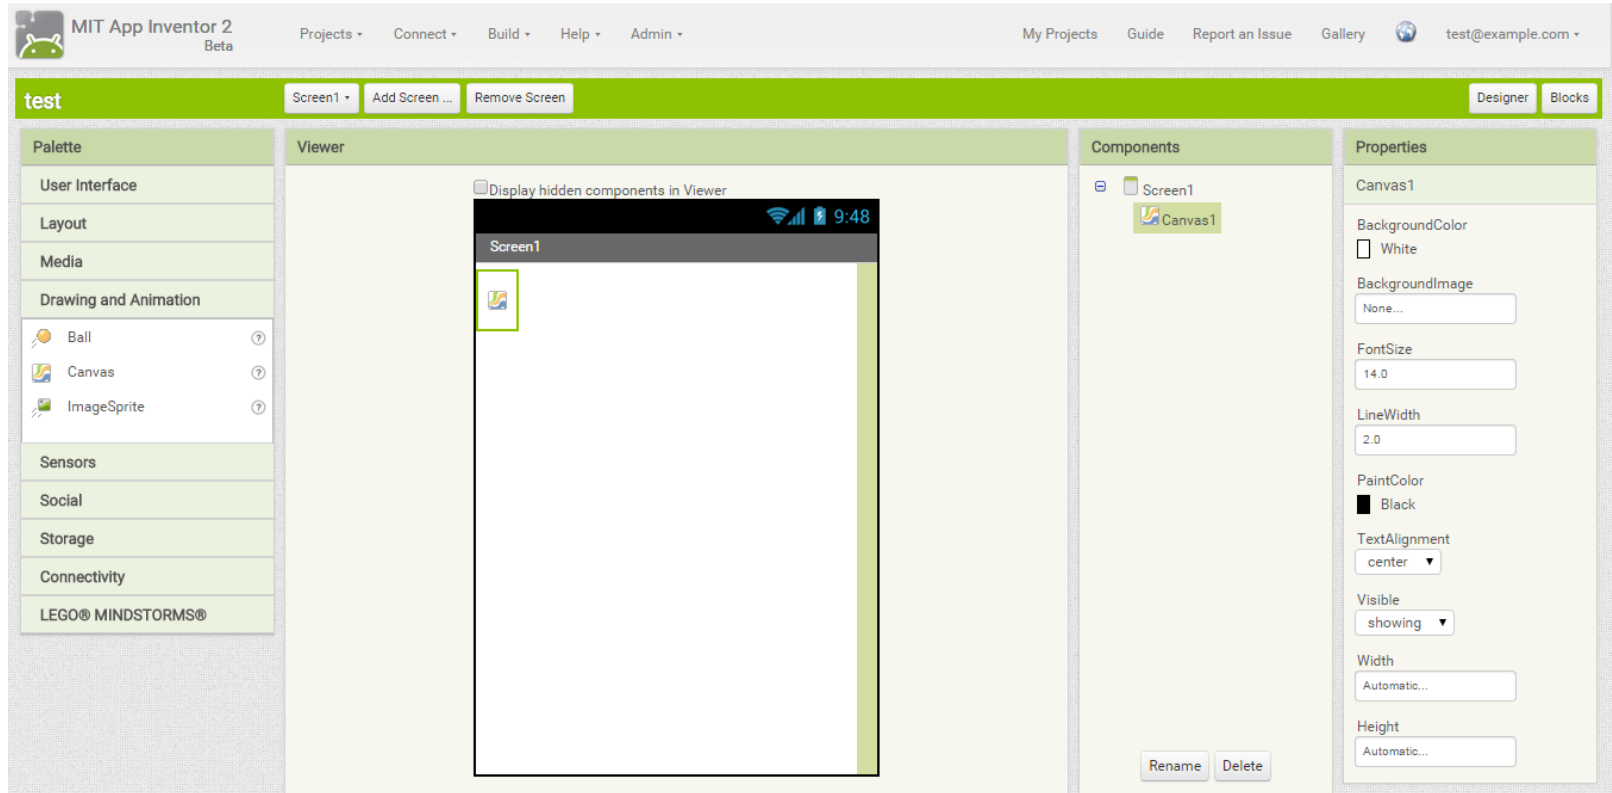 MIT App Inventor 2
Beta
Projects Connect Build Help Admin My Projects Guide Report an Issue Gallery test@example.com
test Screen1 Add Screen ... Remove Screen Designer Blocks
Palette
User Interface
Layout
Media
Drawing and Animation
Ball ?
Canvas ?
ImageSprite ?
Sensors
Social
Storage
Connectivity
LEGO® MINDSTORMS®
Viewer
Display hidden components in Viewer
9:48
Screen1
Components
Screen1
Canvas1
Rename Delete
Properties
Canvas1
BackgroundColor
White
BackgroundImage
None...
FontSize
14.0
LineWidth
2.0
PaintColor
Black
TextAlignment
center
Visible
showing
Width
Automatic...
Height
Automatic...